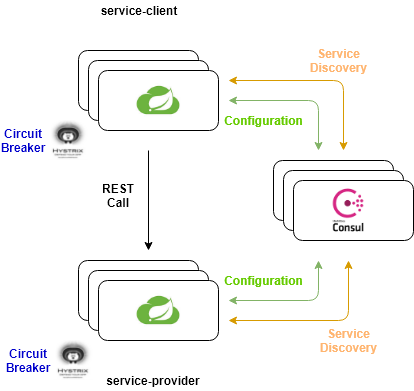 service-client
Service
Discovery
Circuit
Breaker
HYSTRIX
Configuration
REST
Call
Consul
Configuration
Service
Discovery
Circuit
Breaker
HYSTRIX
service-provider